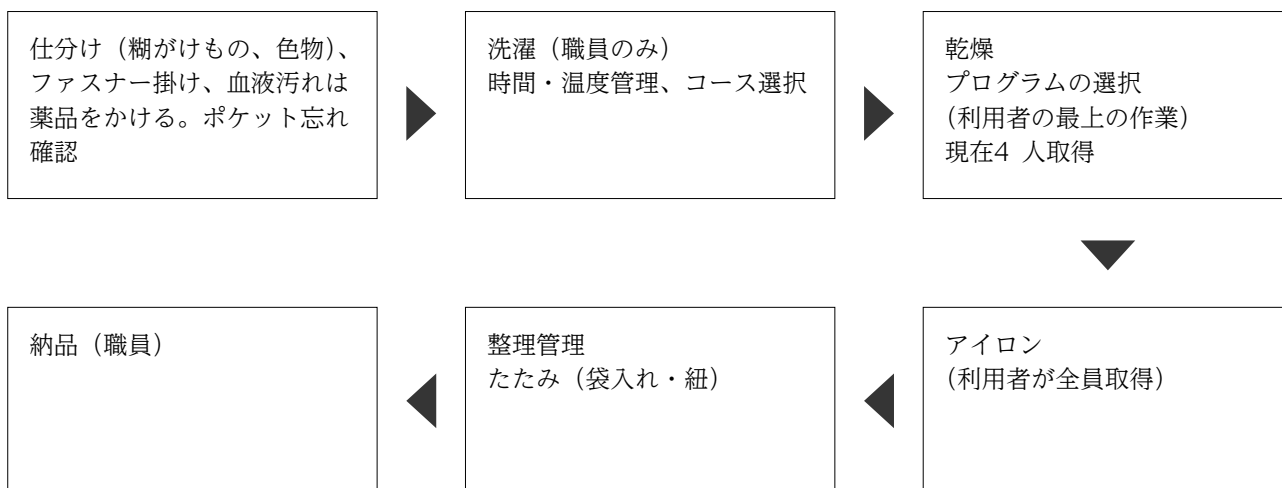 仕分け（糊がけもの、色物）、
ファスナー掛け、血液汚れは
薬品をかける。ポケット忘れ
確認
洗濯（職員のみ）
時間・温度管理、コース選択
乾燥
プログラムの選択
（利用者の最上の作業）
現在4 人取得
アイロン
（利用者が全員取得）
整理管理
たたみ（袋入れ・紐）
納品（職員）